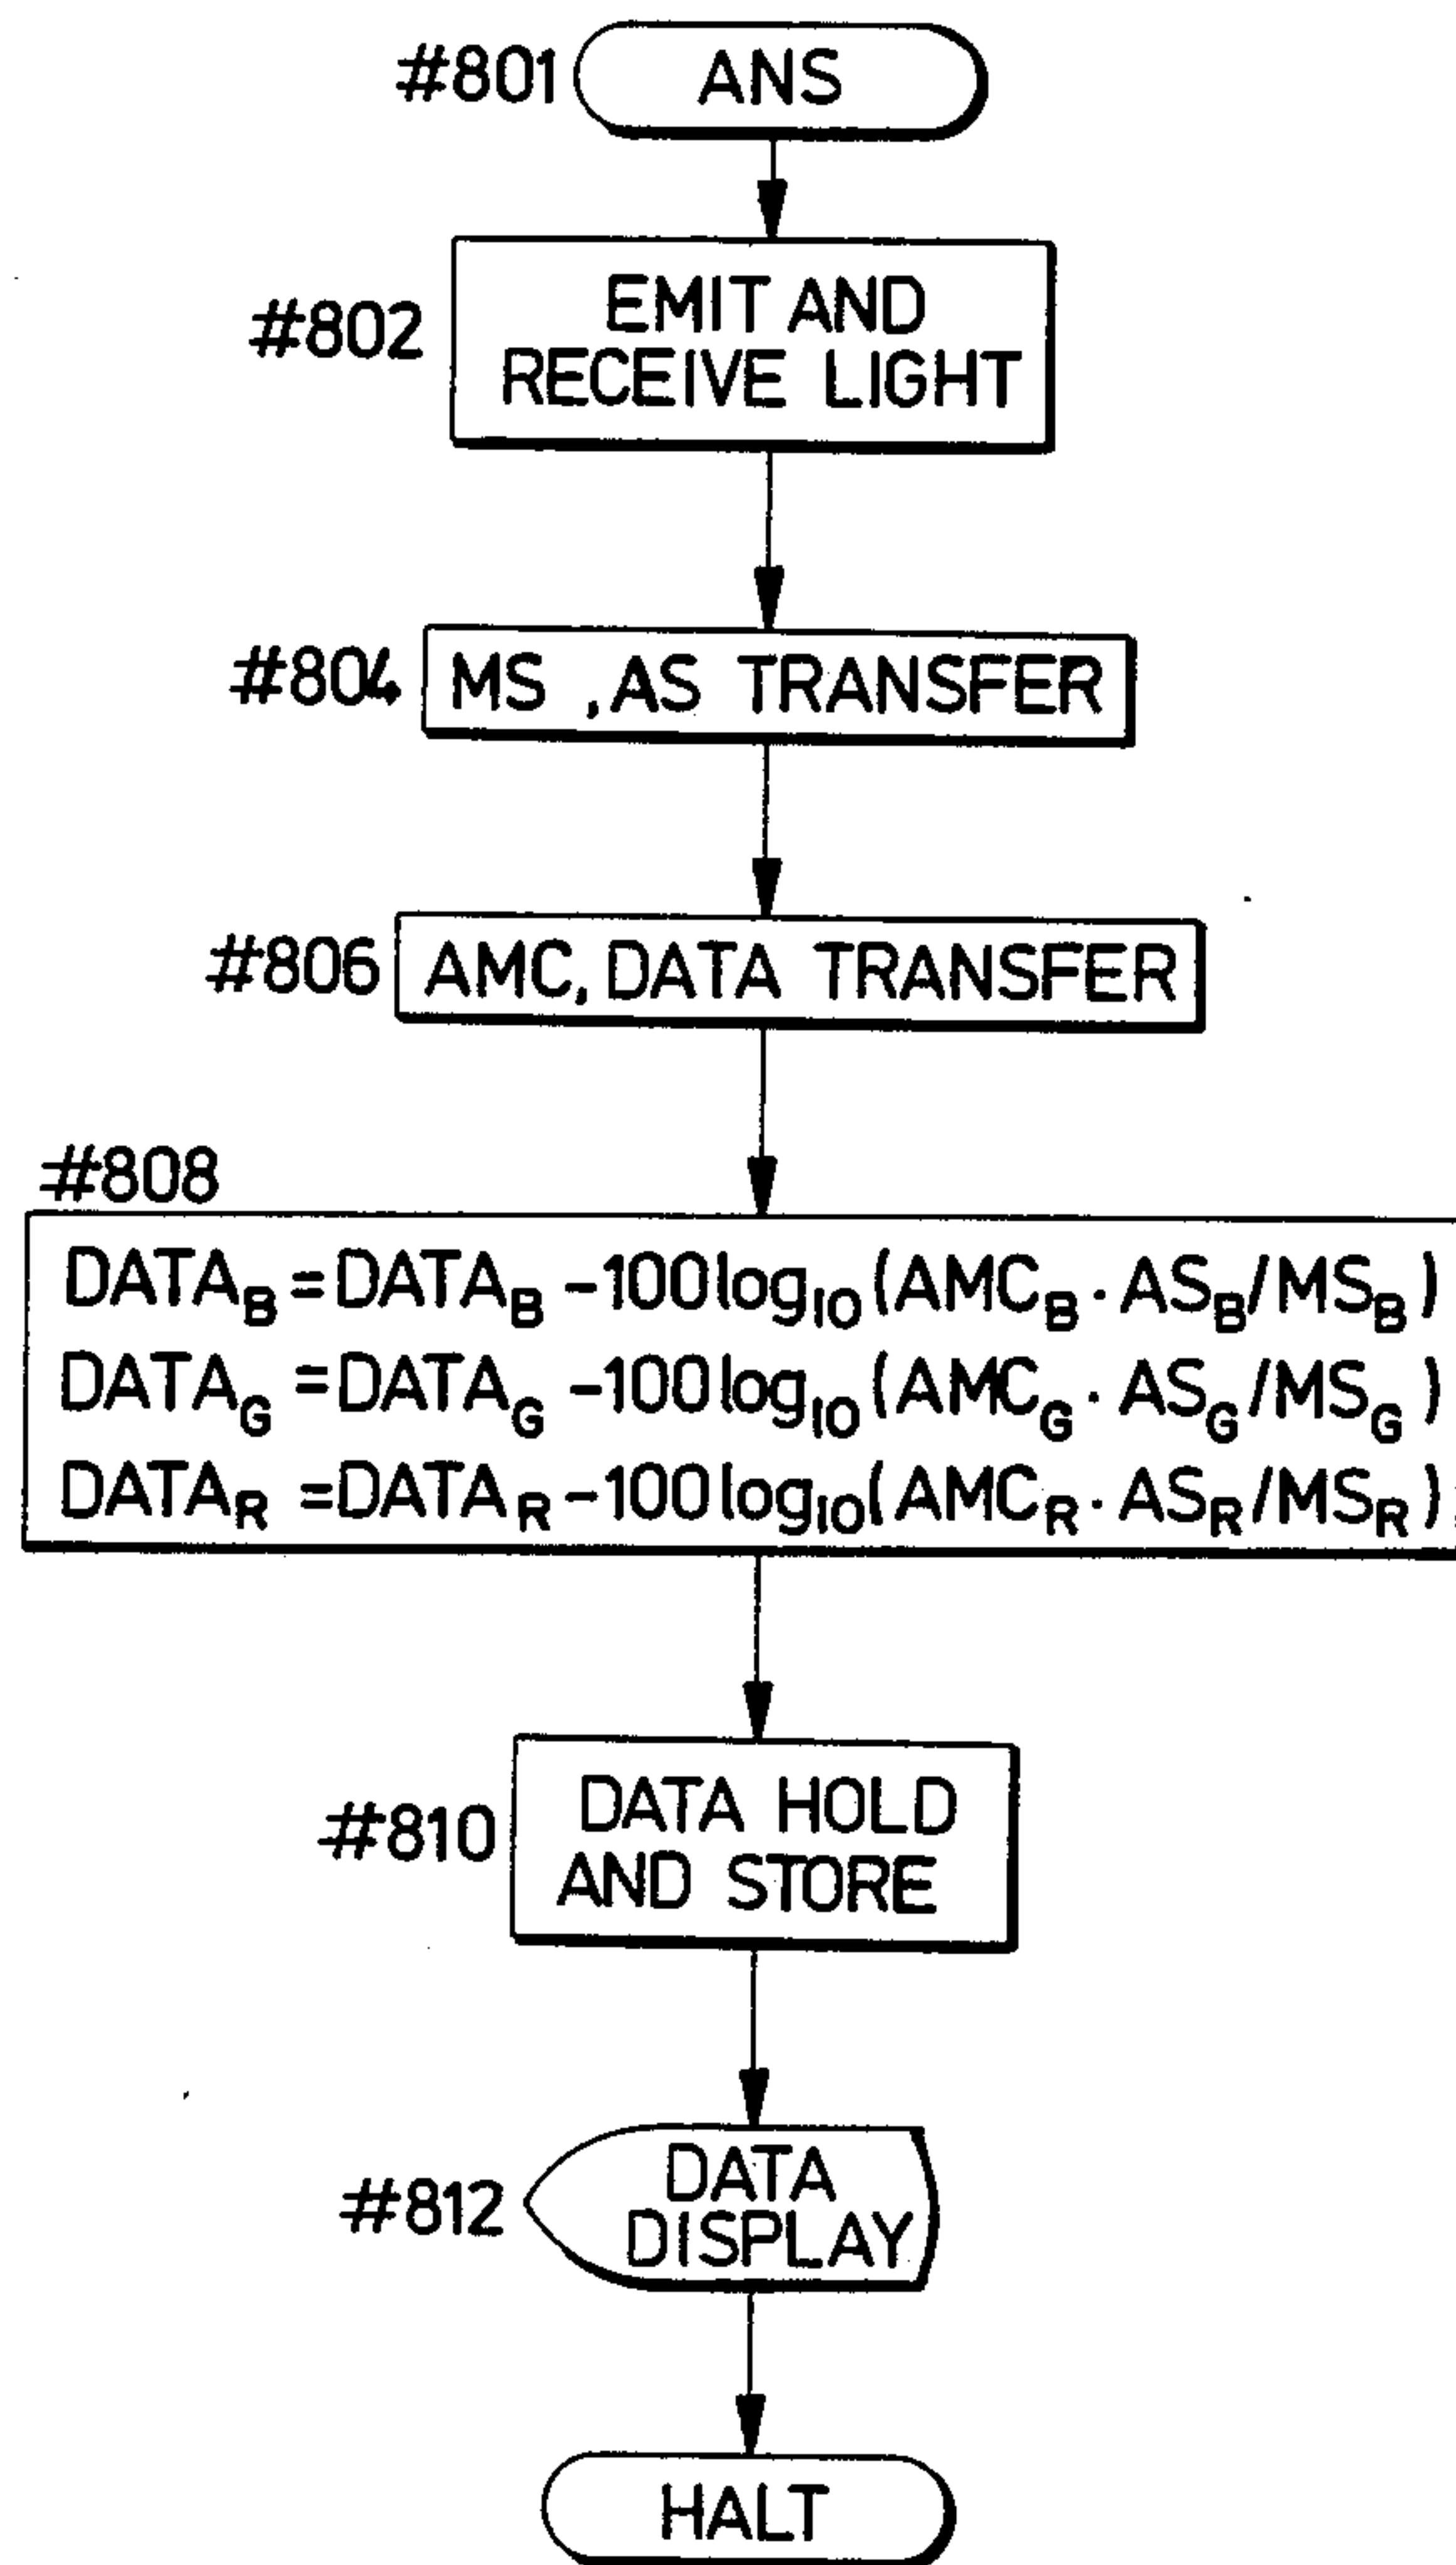 #801 ANS
#802 EMIT AND
RECEIVE LIGHT
#804 MS , AS TRANSFER
#806 AMC, DATA TRANSFER
#808
DATA_B = DATA_B - 100 log_10 (AMC_B · AS_B / MS_B)
DATA_G = DATA_G - 100 log_10 (AMC_G · AS_G / MS_G)
DATA_R = DATA_R - 100 log_10 (AMC_R · AS_R / MS_R)
#810 DATA HOLD
AND STORE
#812 DATA
DISPLAY
HALT